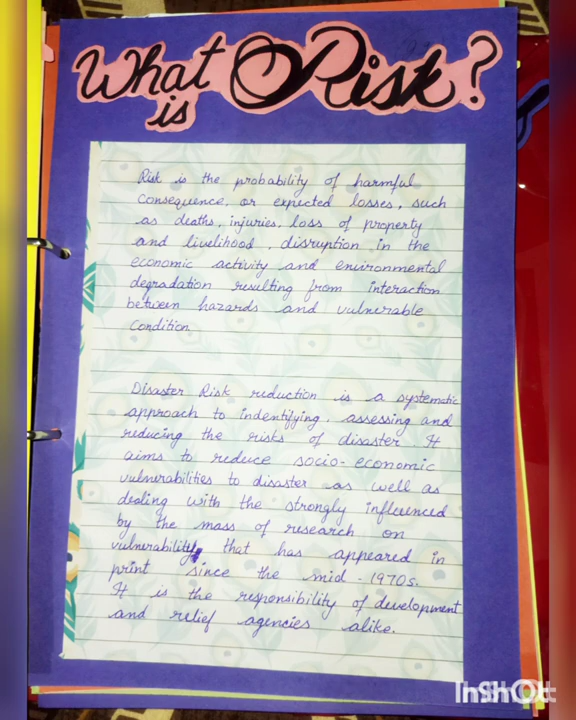 What is Risk?
Risk is the probability of harmful
consequence, or expected losses, such
as deaths, injuries, loss of property
and livelihood, disruption in the
economic activity and environmental
degradation resulting from interaction
between hazards and vulnerable
condition.
Disaster Risk reduction is a systematic
approach to indentifying, assessing and
reducing the risks of disaster. It
aims to reduce socio-economic
vulnerabilities to disaster as well as
dealing with the strongly influenced
by the mass of research on
vulnerability, that has appeared in
print since the mid-1970s.
It is the responsibility of development
and relief agencies alike.
InShOt